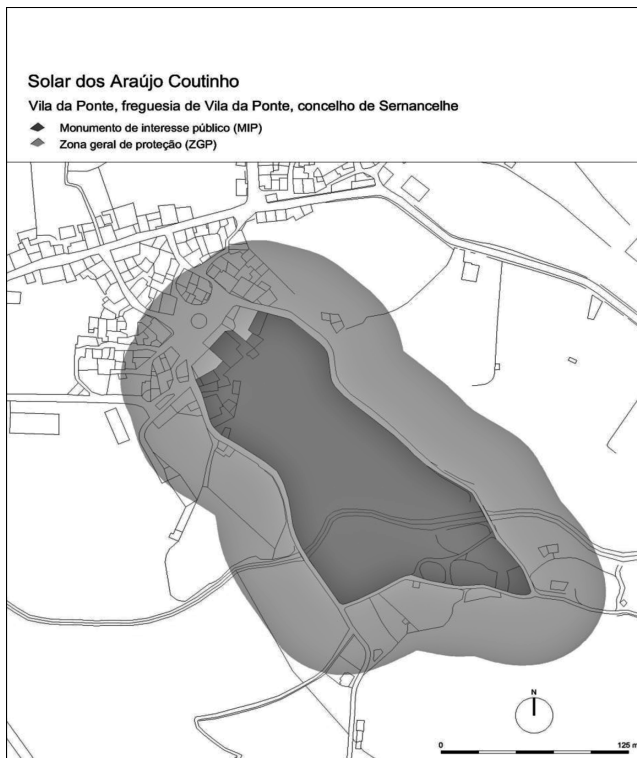 Solar dos Araújo Coutinho
Vila da Ponte, freguesia de Vila da Ponte, concelho de Sernancelhe
Monumento de interesse público (MIP)
Zona geral de proteção (ZGP)
N
0 125 m